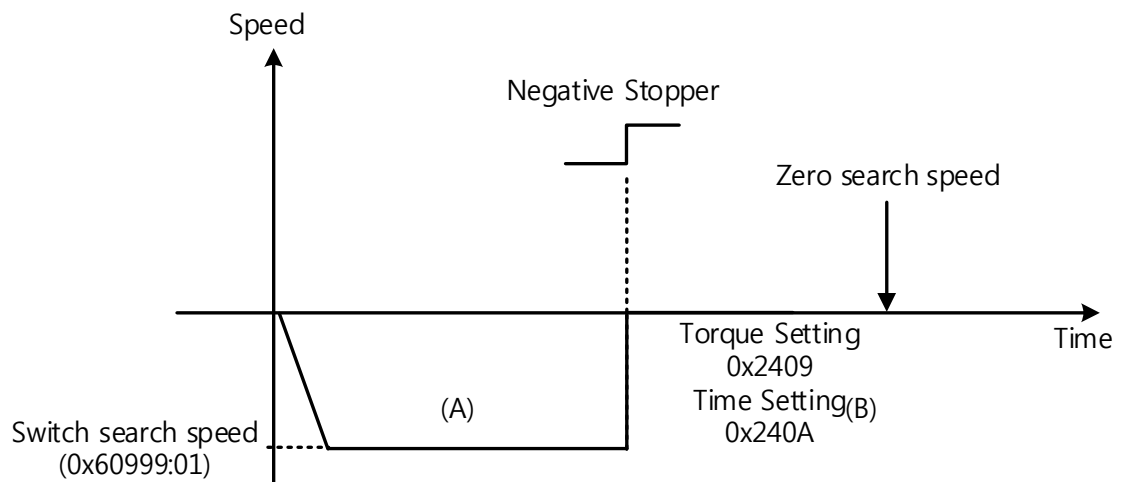 Speed
Negative Stopper
Zero search speed
Torque Setting
0x2409
Time
Time Setting(B)
0x240A
(A)
Switch search speed
(0x60999:01)